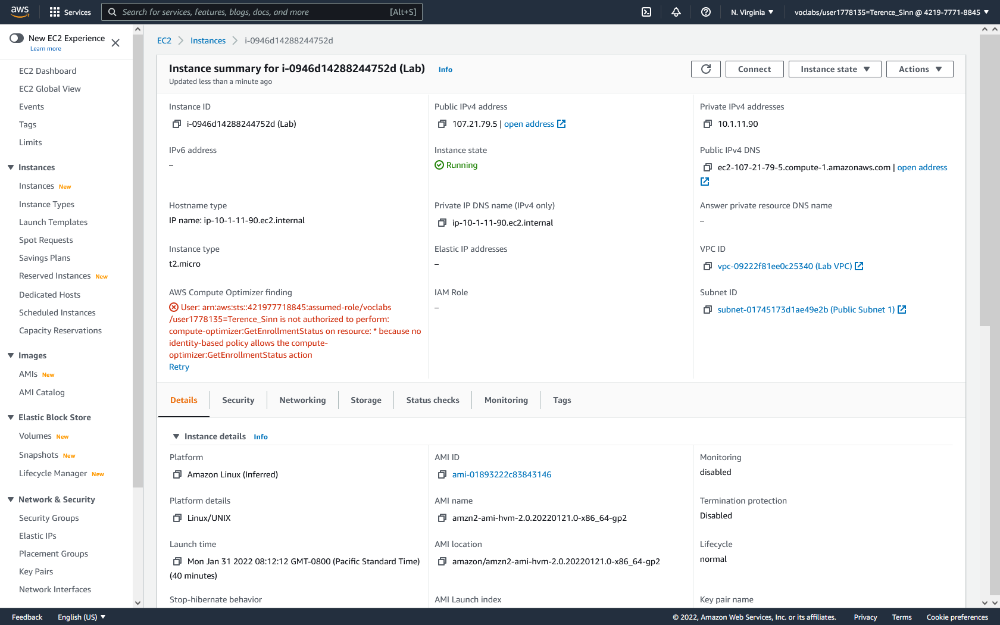 aws
Services
Search for services, features, blogs, docs, and more
[Alt+S]
N. Virginia
voclabs/user1778135=Terence_Sinn @ 4219-7771-8845
New EC2 Experience
Learn more
EC2 Dashboard
EC2 Global View
Events
Tags
Limits
Instances
Instances New
Instance Types
Launch Templates
Spot Requests
Savings Plans
Reserved Instances New
Dedicated Hosts
Scheduled Instances
Capacity Reservations
Images
AMIs New
AMI Catalog
Elastic Block Store
Volumes New
Snapshots New
Lifecycle Manager New
Network & Security
Security Groups
Elastic IPs
Placement Groups
Key Pairs
Network Interfaces
EC2
Instances
i-0946d14288244752d
Instance summary for i-0946d14288244752d (Lab) Info
Updated less than a minute ago
Connect
Instance state
Actions
Instance ID
i-0946d14288244752d (Lab)
Public IPv4 address
107.21.79.5 | open address
Private IPv4 addresses
10.1.11.90
IPv6 address
–
Instance state
Running
Public IPv4 DNS
ec2-107-21-79-5.compute-1.amazonaws.com | open address
Hostname type
IP name: ip-10-1-11-90.ec2.internal
Private IP DNS name (IPv4 only)
ip-10-1-11-90.ec2.internal
Answer private resource DNS name
–
Instance type
t2.micro
Elastic IP addresses
–
VPC ID
vpc-09222f81ee0c25340 (Lab VPC)
AWS Compute Optimizer finding
User: arn:aws:sts::421977718845:assumed-role/voclabs
/user1778135=Terence_Sinn is not authorized to perform:
compute-optimizer:GetEnrollmentStatus on resource: * because no
identity-based policy allows the compute-
optimizer:GetEnrollmentStatus action
Retry
IAM Role
–
Subnet ID
subnet-01745173d1ae49e2b (Public Subnet 1)
Details
Security
Networking
Storage
Status checks
Monitoring
Tags
Instance details Info
Platform
Amazon Linux (Inferred)
AMI ID
ami-01893222c83843146
Monitoring
disabled
Platform details
Linux/UNIX
AMI name
amzn2-ami-hvm-2.0.20220121.0-x86_64-gp2
Termination protection
Disabled
Launch time
Mon Jan 31 2022 08:12:12 GMT-0800 (Pacific Standard Time)
(40 minutes)
AMI location
amazon/amzn2-ami-hvm-2.0.20220121.0-x86_64-gp2
Lifecycle
normal
Stop-hibernate behavior
AMI Launch index
Key pair name
Feedback
English (US)
© 2022, Amazon Web Services, Inc. or its affiliates.
Privacy
Terms
Cookie preferences